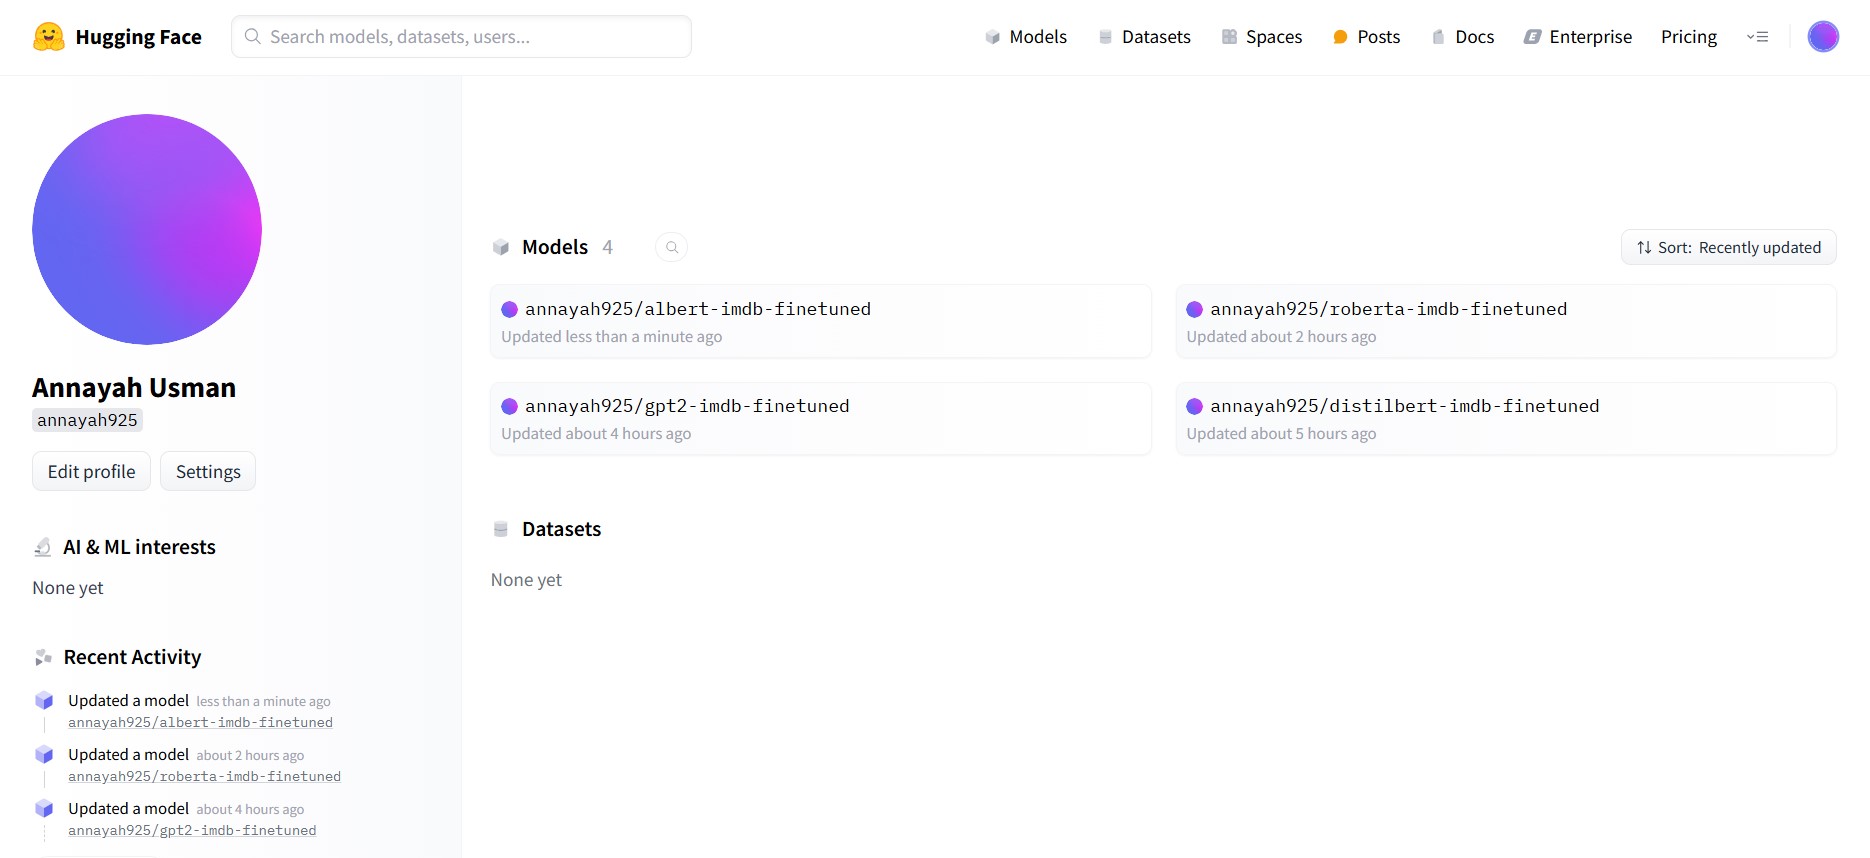 Hugging Face
Search models, datasets, users...
Models
Datasets
Spaces
Posts
Docs
Enterprise
Pricing
Annayah Usman
annayah925
Edit profile
Settings
AI & ML interests
None yet
Recent Activity
Updated a model less than a minute ago
annayah925/albert-imdb-finetuned
Updated a model about 2 hours ago
annayah925/roberta-imdb-finetuned
Updated a model about 4 hours ago
annayah925/gpt2-imdb-finetuned
Models 4
Sort: Recently updated
annayah925/albert-imdb-finetuned
Updated less than a minute ago
annayah925/roberta-imdb-finetuned
Updated about 2 hours ago
annayah925/gpt2-imdb-finetuned
Updated about 4 hours ago
annayah925/distilbert-imdb-finetuned
Updated about 5 hours ago
Datasets
None yet